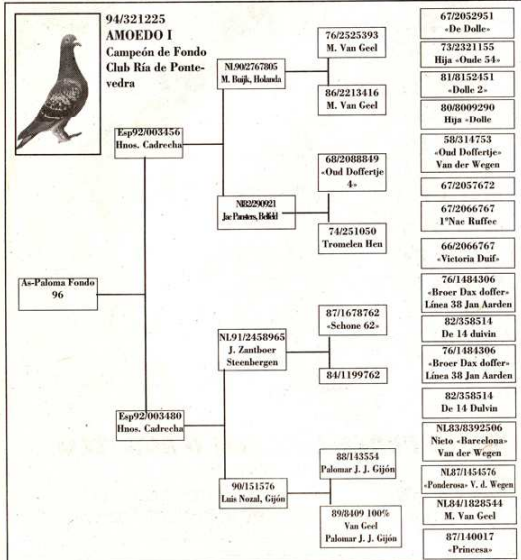 94/321225
AMOEDO I
Campeón de Fondo
Club Ría de Ponte-
vedra
As-Paloma Fondo
96
Esp92/003456
Hnos. Cadrecha
Esp92/003480
Hnos. Cadrecha
NL90/2767805
M. Buijk, Holanda
Nl82/290921
Jac Pansters, Belfeld
NL91/2458965
J. Zantboer
Steenbergen
90/151576
Luis Nozal, Gijón
76/2525393
M. Van Geel
86/2213416
M. Van Geel
68/2088849
«Oud Doffertje
4»
74/251050
Tromelen Hen
87/1678762
«Schone 62»
84/1199762
88/143554
Palomar J. J. Gijón
89/8409 100%
Van Geel
Palomar J. J. Gijón
67/2052951
«De Dolle»
73/2321155
Hija «Oude 54»
81/8152451
«Dolle 2»
80/8009290
Hija «Dolle
58/314753
«Oud Doffertje»
Van der Wegen
67/2057672
67/2066767
1ºNac Ruffec
66/2066767
«Victoria Duif»
76/1484306
«Broer Dax doffer»
Línea 38 Jan Aarden
82/358514
De 14 duivin
76/1484306
«Broer Dax doffer»
Línea 38 Jan Aarden
82/358514
De 14 Dulvin
NL83/8392506
Nieto «Barcelona»
Van der Wegen
NL87/1454576
«Ponderosa» V. d. Wegen
NL84/1828544
M. Van Geel
87/140017
«Princesa»